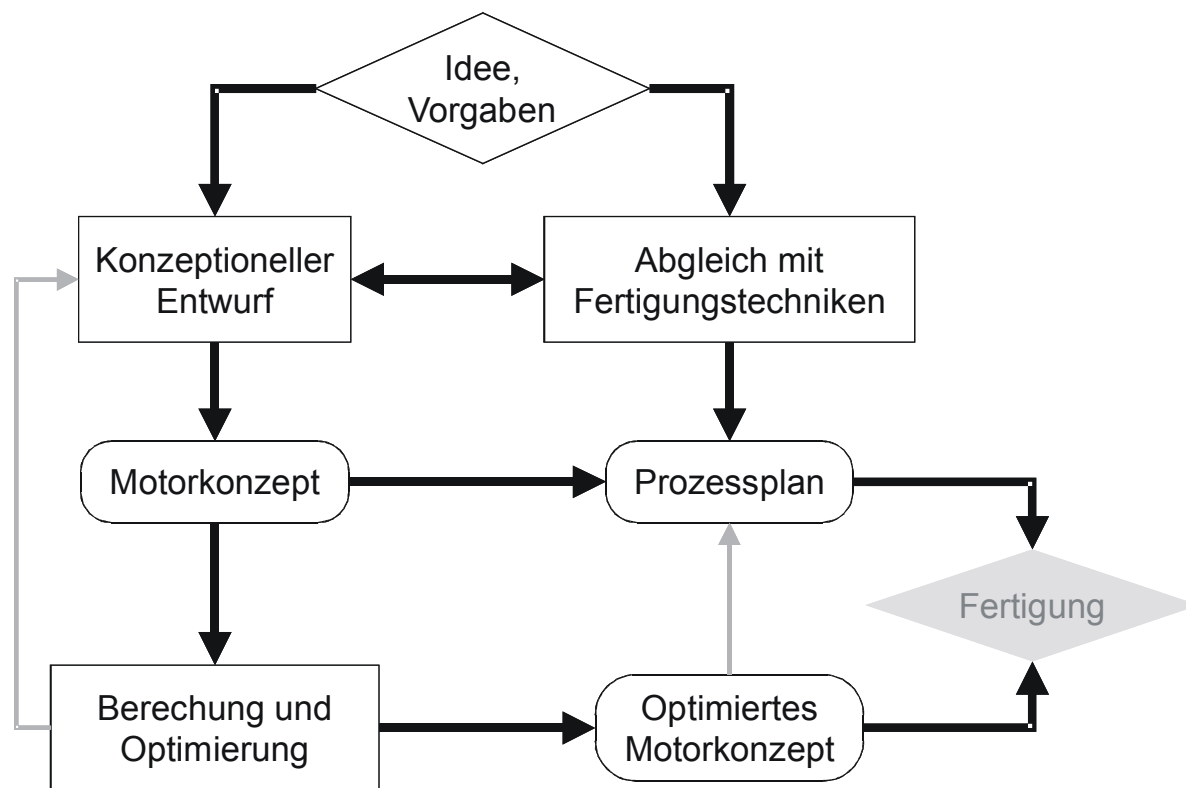 Idee,
Vorgaben
Konzeptioneller
Entwurf
Abgleich mit
Fertigungstechniken
Motorkonzept
Prozessplan
Fertigung
Berechung und
Optimierung
Optimiertes
Motorkonzept